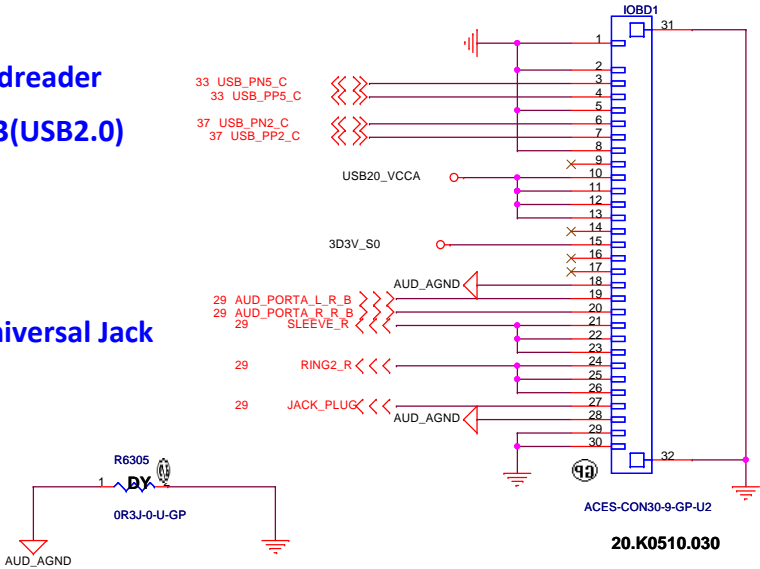 IOBD1
31
1
2
dreader
33 USB_PN5_C
3
33 USB_PP5_C
4
5
3(USB2.0)
37 USB_PN2_C
6
37 USB_PP2_C
7
8
9
USB20_VCCA
10
11
12
13
14
3D3V_S0
15
16
17
AUD_AGND
18
29 AUD_PORTA_L_R_B
19
29 AUD_PORTA_R_R_B
20
29 SLEEVE_R
21
niversal Jack
22
23
29 RING2_R
24
25
26
29 JACK_PLUG
27
AUD_AGND
28
29
30
32
R6305
1 DY 2
0R3J-0-U-GP
AUD_AGND
GP
ACES-CON30-9-GP-U2
20.K0510.030